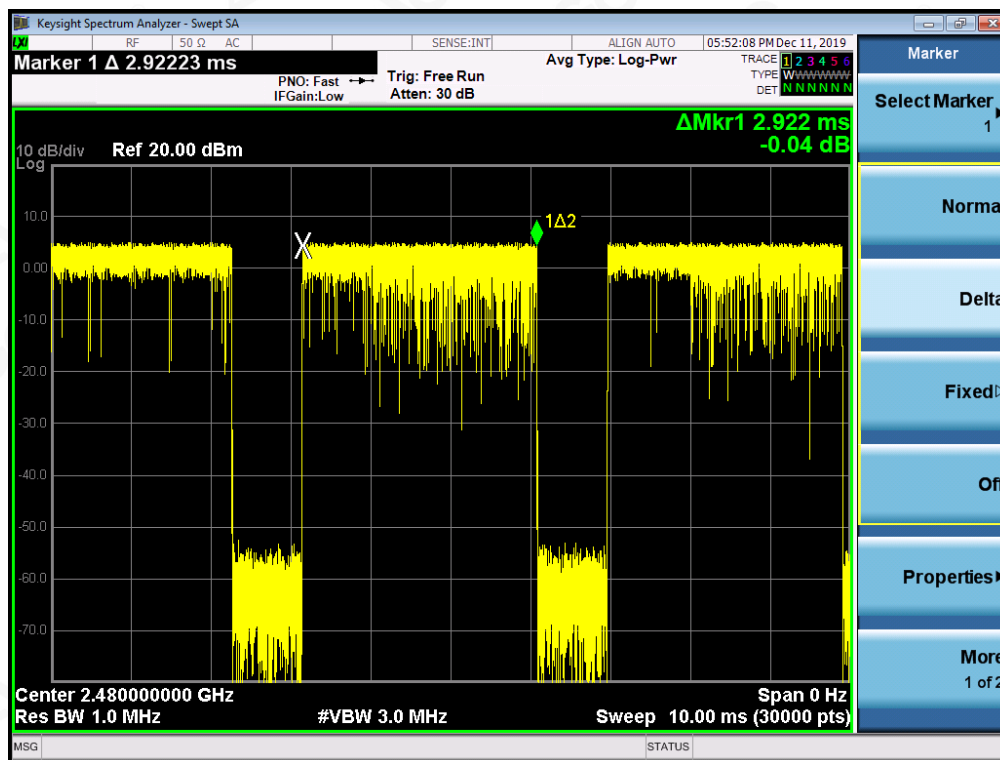 Keysight Spectrum Analyzer - Swept SA
LXI RF 50 Ω AC SENSE:INT ALIGN AUTO 05:52:08 PM Dec 11, 2019
Marker 1 Δ 2.92223 ms
PNO: Fast
IFGain:Low
Trig: Free Run
Atten: 30 dB
Avg Type: Log-Pwr
TRACE 1 2 3 4 5 6
TYPE WWWWWW
DET N N N N N N
ΔMkr1 2.922 ms
-0.04 dB
10 dB/div Ref 20.00 dBm
Log
10.0
0.00
-10.0
-20.0
-30.0
-40.0
-50.0
-60.0
-70.0
X
1Δ2
Center 2.480000000 GHz Span 0 Hz
Res BW 1.0 MHz #VBW 3.0 MHz Sweep 10.00 ms (30000 pts)
MSG STATUS
Marker
Select Marker
1
Norma
Delta
Fixed
Off
Properties
More
1 of 2